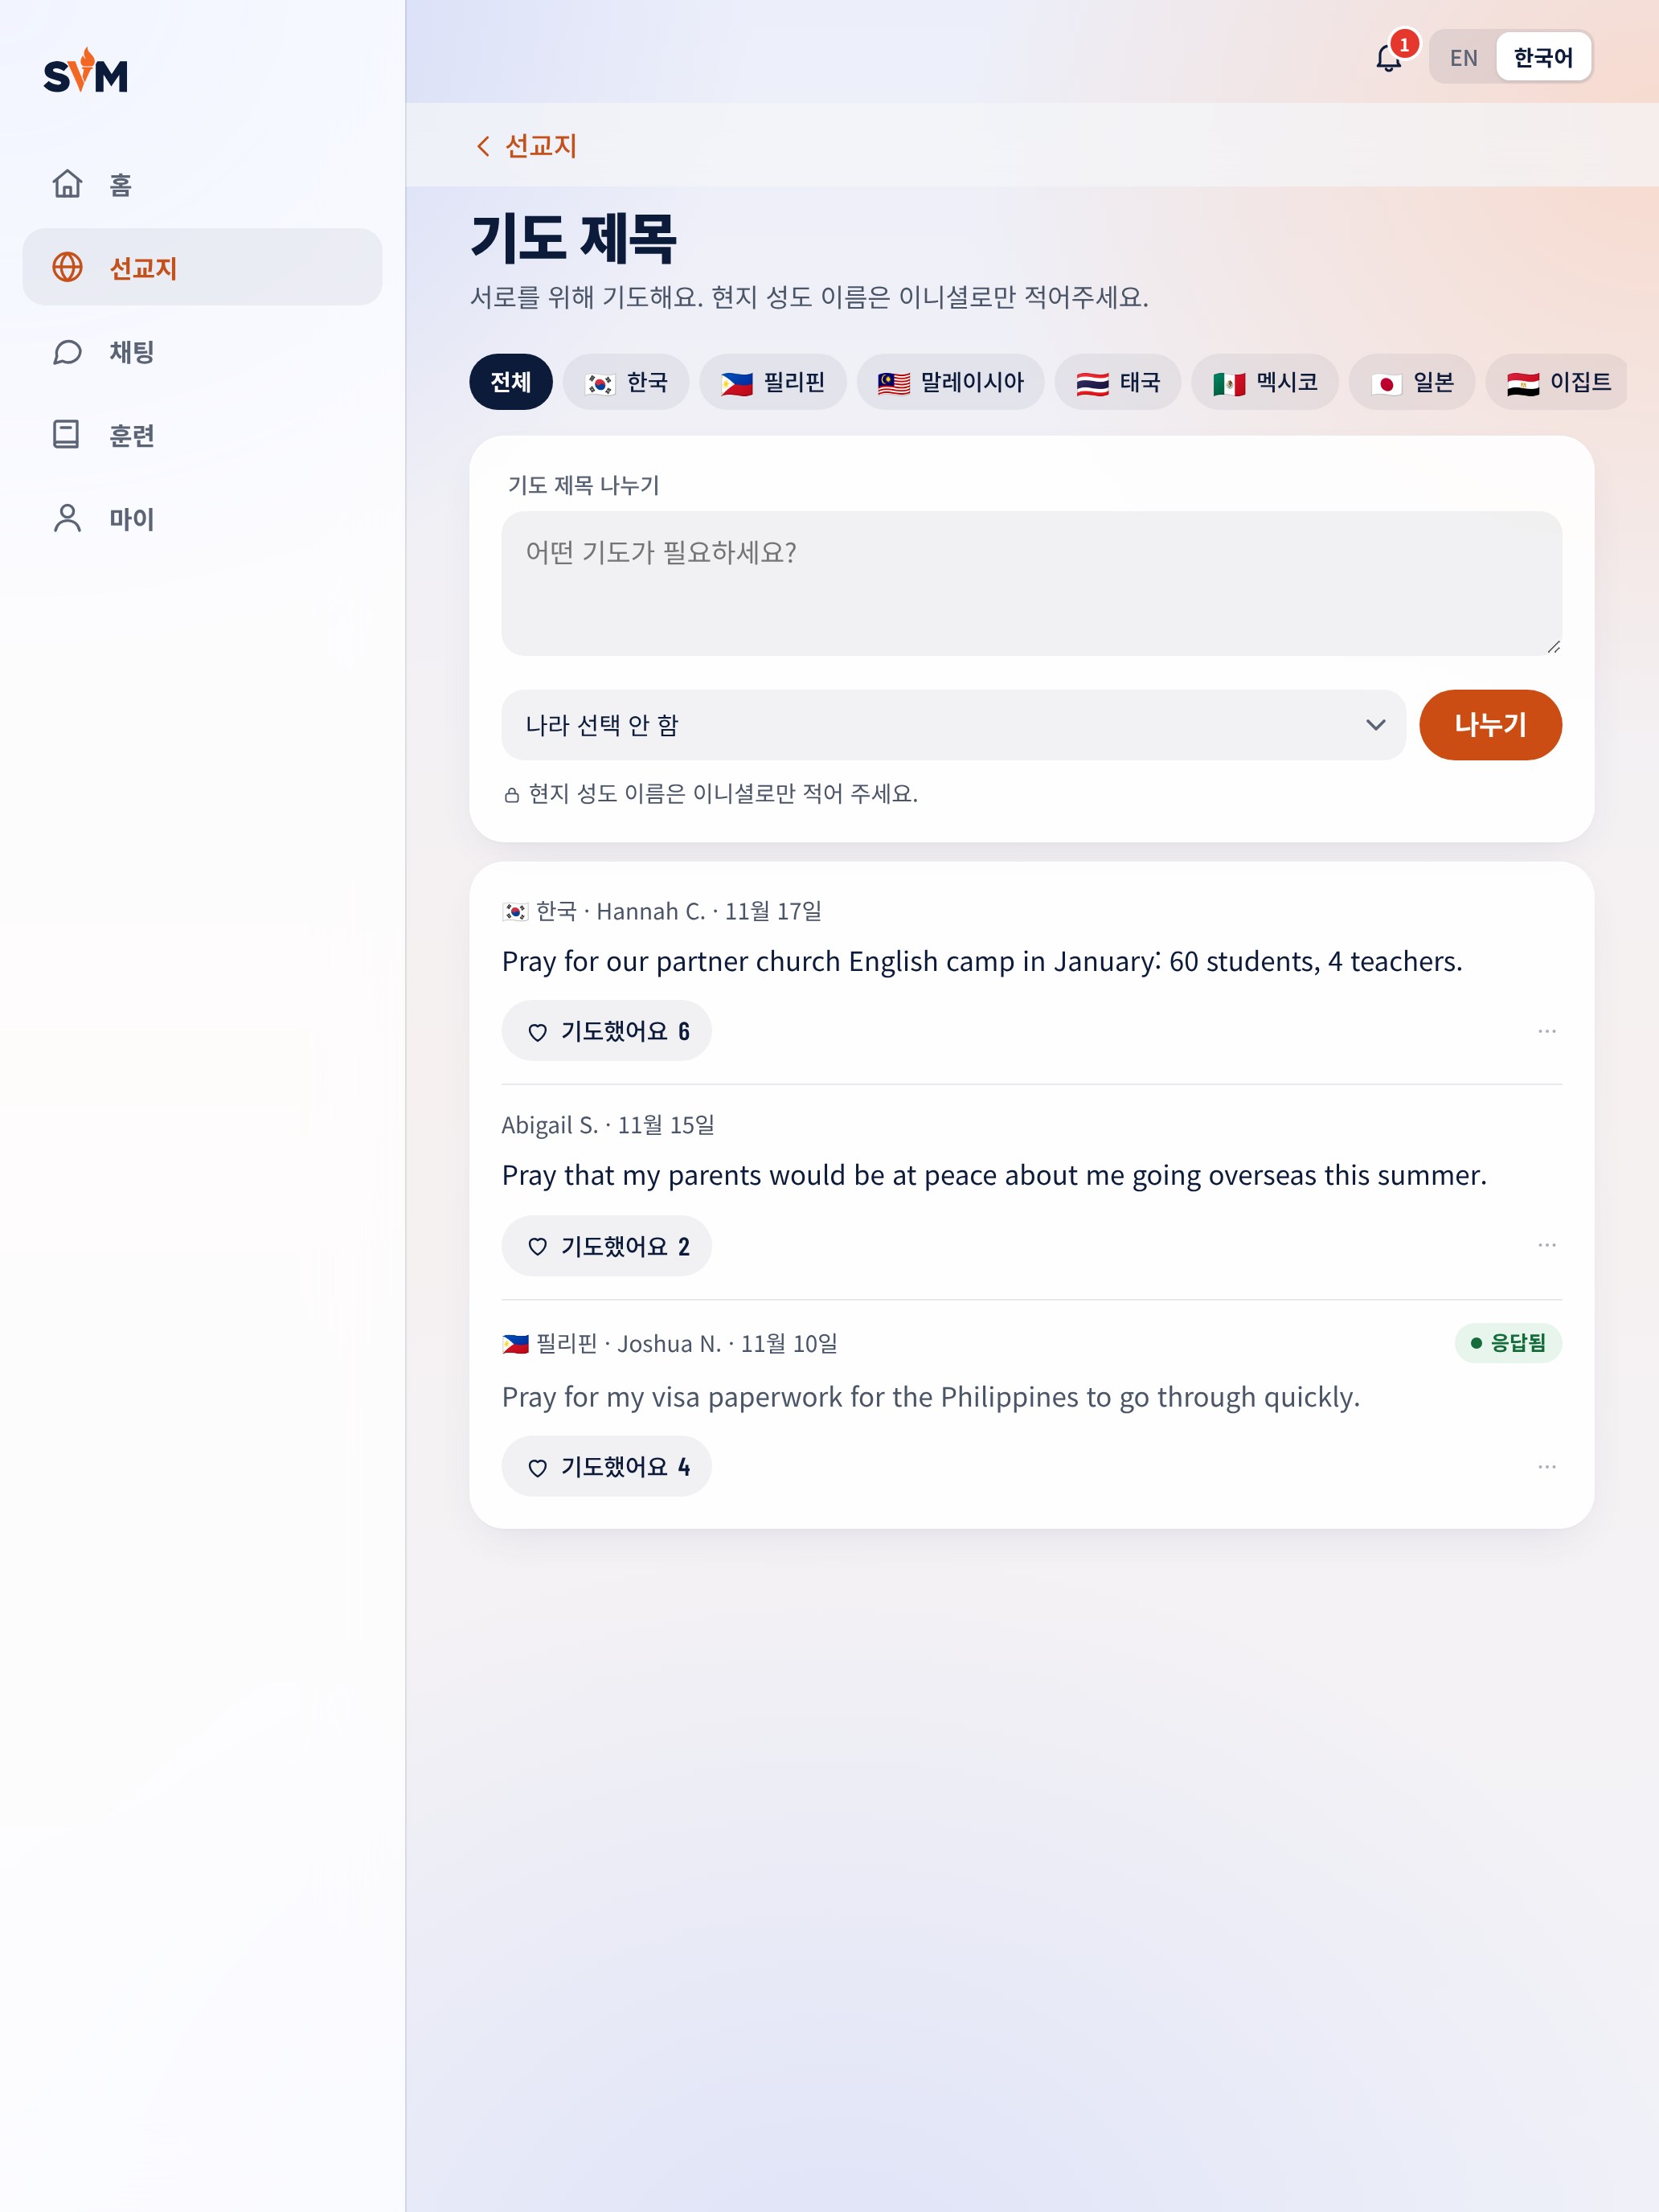 SVM
홈
선교지
채팅
훈련
마이
1
EN
한국어
선교지
기도 제목
서로를 위해 기도해요. 현지 성도 이름은 이니셜로만 적어주세요.
전체
한국
필리핀
말레이시아
태국
멕시코
일본
이집트
기도 제목 나누기
어떤 기도가 필요하세요?
나라 선택 안 함
나누기
현지 성도 이름은 이니셜로만 적어 주세요.
한국 · Hannah C. · 11월 17일
Pray for our partner church English camp in January: 60 students, 4 teachers.
기도했어요 6
Abigail S. · 11월 15일
Pray that my parents would be at peace about me going overseas this summer.
기도했어요 2
필리핀 · Joshua N. · 11월 10일
응답됨
Pray for my visa paperwork for the Philippines to go through quickly.
기도했어요 4